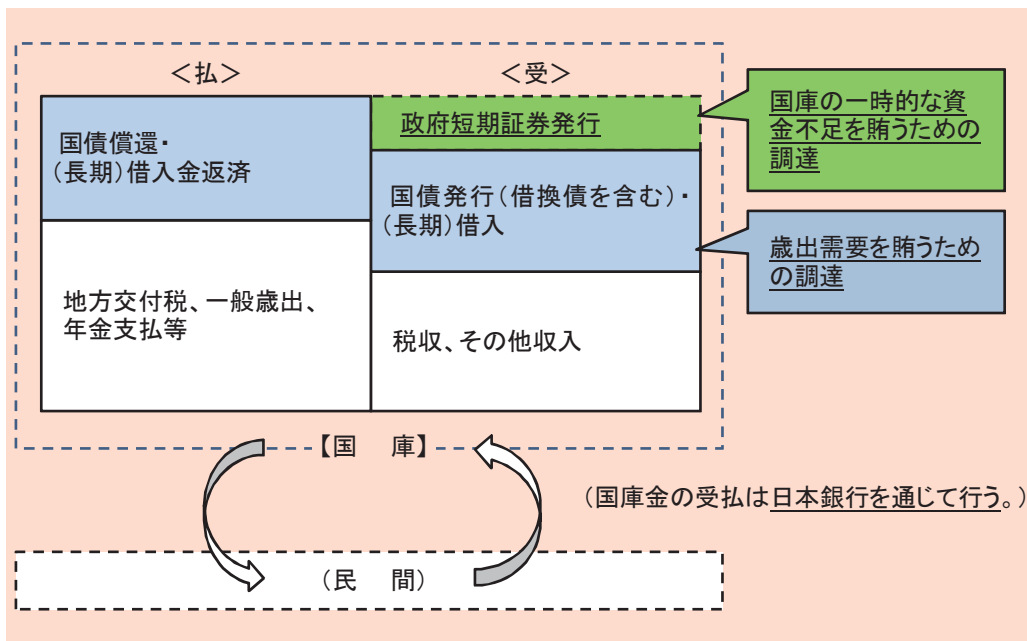 ＜払＞
＜受＞
国債償還・
（長期）借入金返済
地方交付税、一般歳出、
年金支払等
政府短期証券発行
国債発行（借換債を含む）・
（長期）借入
税収、その他収入
国庫の一時的な資
金不足を賄うための
調達
歳出需要を賄うため
の調達
【国　庫】
（国庫金の受払は日本銀行を通じて行う。）
（民　間）